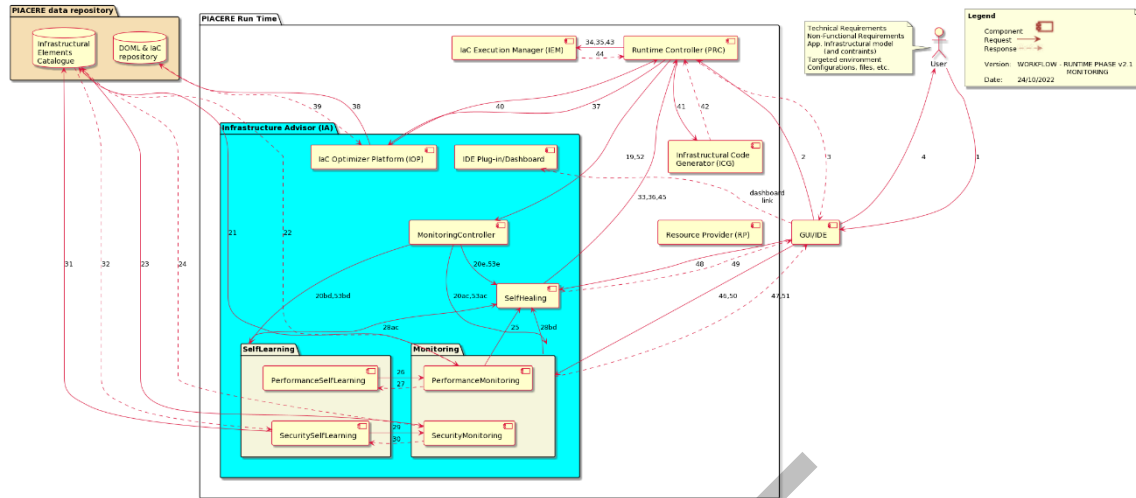 PIACERE data repository
Infrastructural
Elements
Catalogue
DOML & IaC
repository
PIACERE Run Time
IaC Execution Manager (IEM)
34,35,43
44
Runtime Controller (PRC)
Technical Requirements
Non-Functional Requirements
App. Infrastructural model
(and contraints)
Targeted environment
Configurations, files, etc.
User
Legend
Component
Request
Response
Version: WORKFLOW - RUNTIME PHASE v2.1
MONITORING
Date: 24/10/2022
39
38
40
37
41
42
Infrastructure Advisor (IA)
IaC Optimizer Platform (IOP)
IDE Plug-in/Dashboard
19,52
Infrastructural Code
Generator (ICG)
2
3
4
1
33,36,45
dashboard
link
21
22
MonitoringController
Resource Provider (RP)
GUI/IDE
31
32
23
24
20e,53e
48
49
20bd,53bd
20ac,53ac
SelfHealing
46,50
47,51
28ac
25
28bd
SelfLearning
Monitoring
PerformanceSelfLearning
26
27
PerformanceMonitoring
SecuritySelfLearning
29
30
SecurityMonitoring